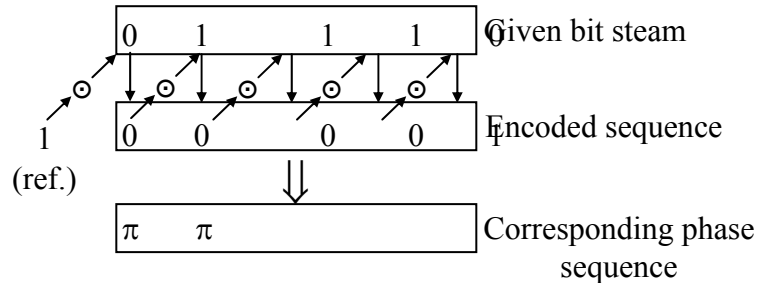 0 1 1 1 0 Given bit steam
⊙ ⊙ ⊙ ⊙ ⊙
1 0 0 0 0 1 Encoded sequence
(ref.)
⇓
π π Corresponding phase
sequence